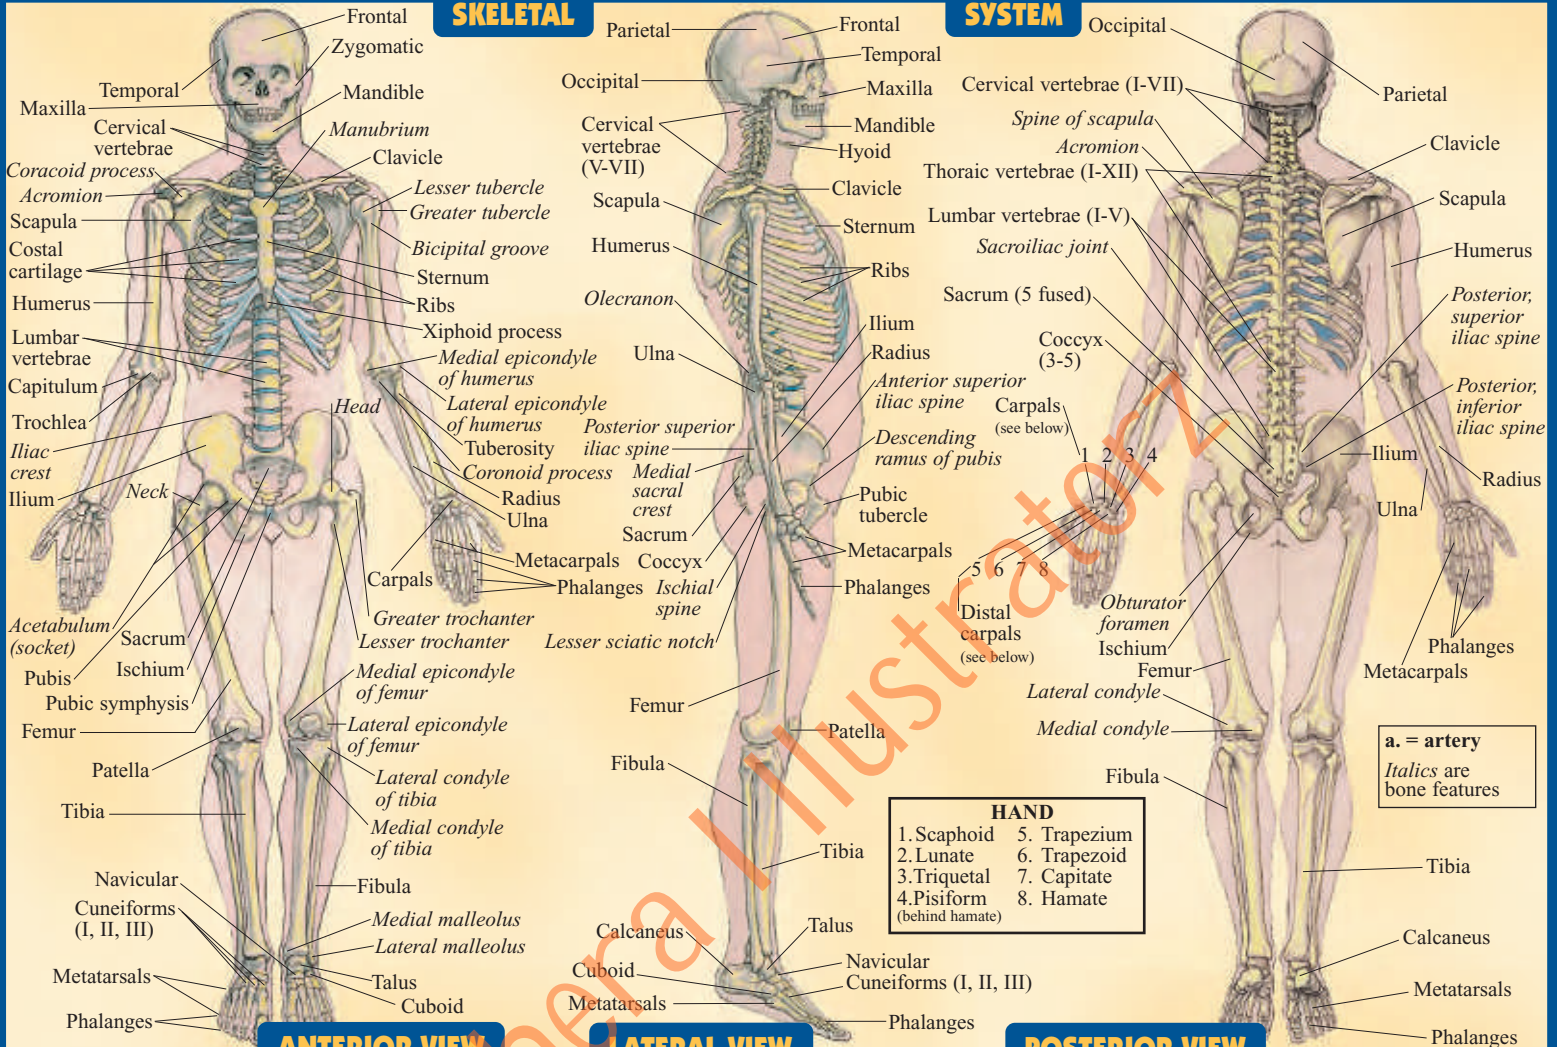 SKELETAL
SYSTEM
Frontal
Zygomatic
Temporal
Maxilla
Mandible
Cervical
vertebrae
Manubrium
Clavicle
Coracoid process
Acromion
Lesser tubercle
Greater tubercle
Scapula
Bicipital groove
Costal
cartilage
Sternum
Humerus
Ribs
Xiphoid process
Lumbar
vertebrae
Medial epicondyle
of humerus
Capitulum
Lateral epicondyle
of humerus
Head
Trochlea
Tuberosity
Iliac
crest
Coronoid process
Ilium
Neck
Radius
Ulna
Metacarpals
Carpals
Phalanges
Acetabulum
(socket)
Greater trochanter
Sacrum
Lesser trochanter
Ischium
Pubis
Medial epicondyle
of femur
Pubic symphysis
Femur
Lateral epicondyle
of femur
Patella
Lateral condyle
of tibia
Tibia
Medial condyle
of tibia
Navicular
Fibula
Cuneiforms
(I, II, III)
Medial malleolus
Lateral malleolus
Metatarsals
Talus
Cuboid
Phalanges
ANTERIOR VIEW
Parietal
Frontal
Temporal
Occipital
Maxilla
Cervical
vertebrae
(V-VII)
Mandible
Hyoid
Clavicle
Scapula
Sternum
Humerus
Ribs
Olecranon
Ilium
Ulna
Radius
Anterior superior
iliac spine
Posterior superior
iliac spine
Descending
ramus of pubis
Medial
sacral
crest
Pubic
tubercle
Sacrum
Metacarpals
Coccyx
Phalanges
Ischial
spine
Lesser sciatic notch
Femur
Patella
Fibula
Tibia
Calcaneus
Talus
Cuboid
Navicular
Cuneiforms (I, II, III)
Metatarsals
Phalanges
LATERAL VIEW
Occipital
Cervical vertebrae (I-VII)
Parietal
Spine of scapula
Acromion
Clavicle
Thoracic vertebrae (I-XII)
Scapula
Lumbar vertebrae (I-V)
Sacroiliac joint
Humerus
Sacrum (5 fused)
Posterior,
superior
iliac spine
Coccyx
(3-5)
Posterior,
inferior
iliac spine
Carpals
(see below)
1 2 3 4
Ilium
Radius
Ulna
5 6 7 8
Distal
carpals
(see below)
Obturator
foramen
Ischium
Phalanges
Femur
Metacarpals
Lateral condyle
Medial condyle
a. = artery
Italics are
bone features
Fibula
HAND
1. Scaphoid 5. Trapezium
2. Lunate 6. Trapezoid
3. Triquetal 7. Capitate
4. Pisiform 8. Hamate
(behind hamate)
Tibia
Calcaneus
Metatarsals
Phalanges
POSTERIOR VIEW
pera I Ilustratorz